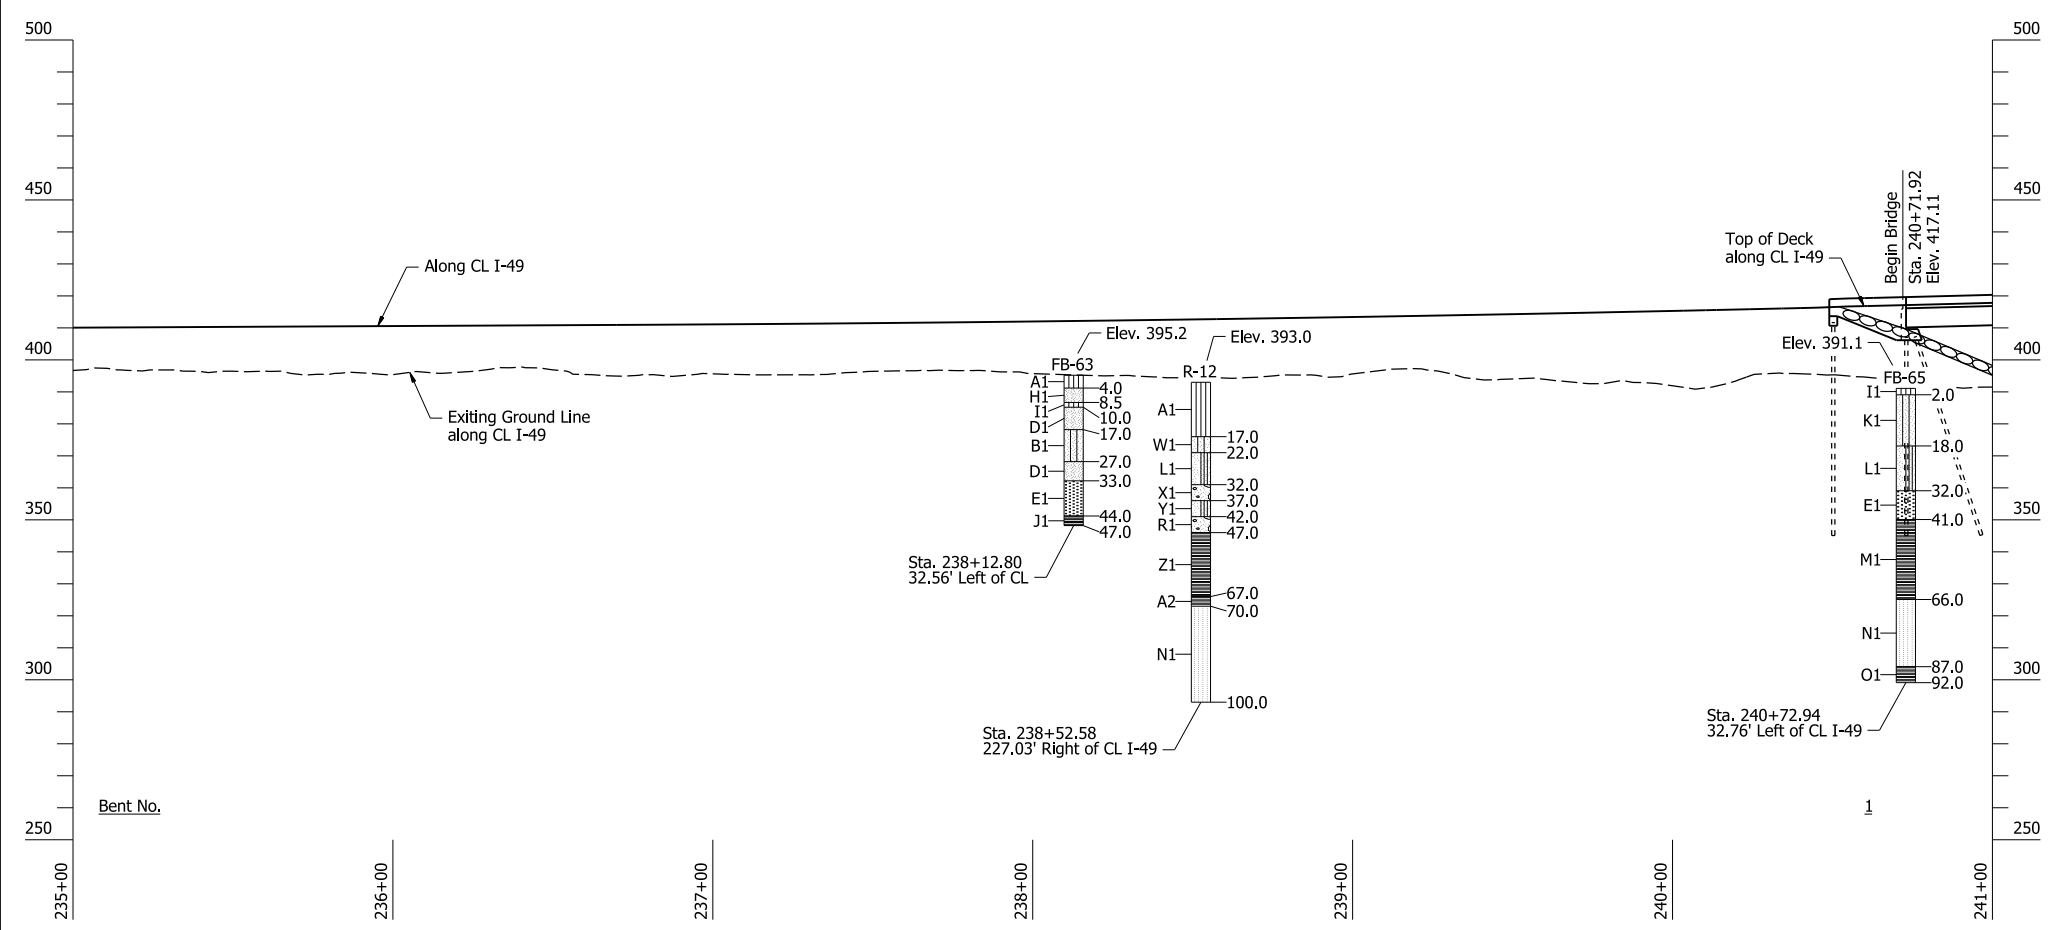 500
500
450
450
400
400
350
350
300
300
250
250
Along CL I-49
Exiting Ground Line
along CL I-49
Elev. 395.2
FB-63
A1
H1
I1
D1
B1
D1
E1
J1
4.0
8.5
10.0
17.0
27.0
33.0
44.0
47.0
Sta. 238+12.80
32.56' Left of CL
Elev. 393.0
R-12
A1
W1
L1
X1
Y1
R1
Z1
A2
N1
17.0
22.0
32.0
37.0
42.0
47.0
67.0
70.0
100.0
Sta. 238+52.58
227.03' Right of CL I-49
Top of Deck
along CL I-49
Begin Bridge
Sta. 240+71.92
Elev. 417.11
Elev. 391.1
FB-65
I1
K1
L1
E1
M1
N1
O1
2.0
18.0
32.0
41.0
66.0
87.0
92.0
Sta. 240+72.94
32.76' Left of CL I-49
Bent No.
1
235+00
236+00
237+00
238+00
239+00
240+00
241+00